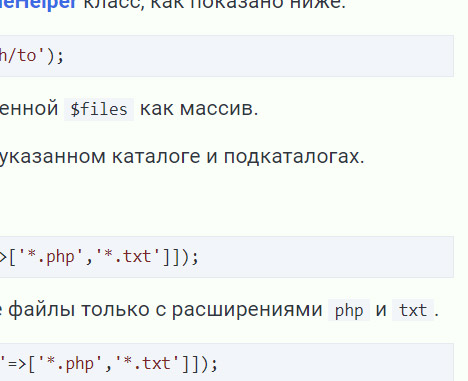 eHelper класс, как показано ниже.
h/to');
енной $files как массив.
указанном каталоге и подкаталогах.
>['*.php','*.txt']]);
е файлы только с расширениями php и txt.
'=>['*.php','*.txt']]);